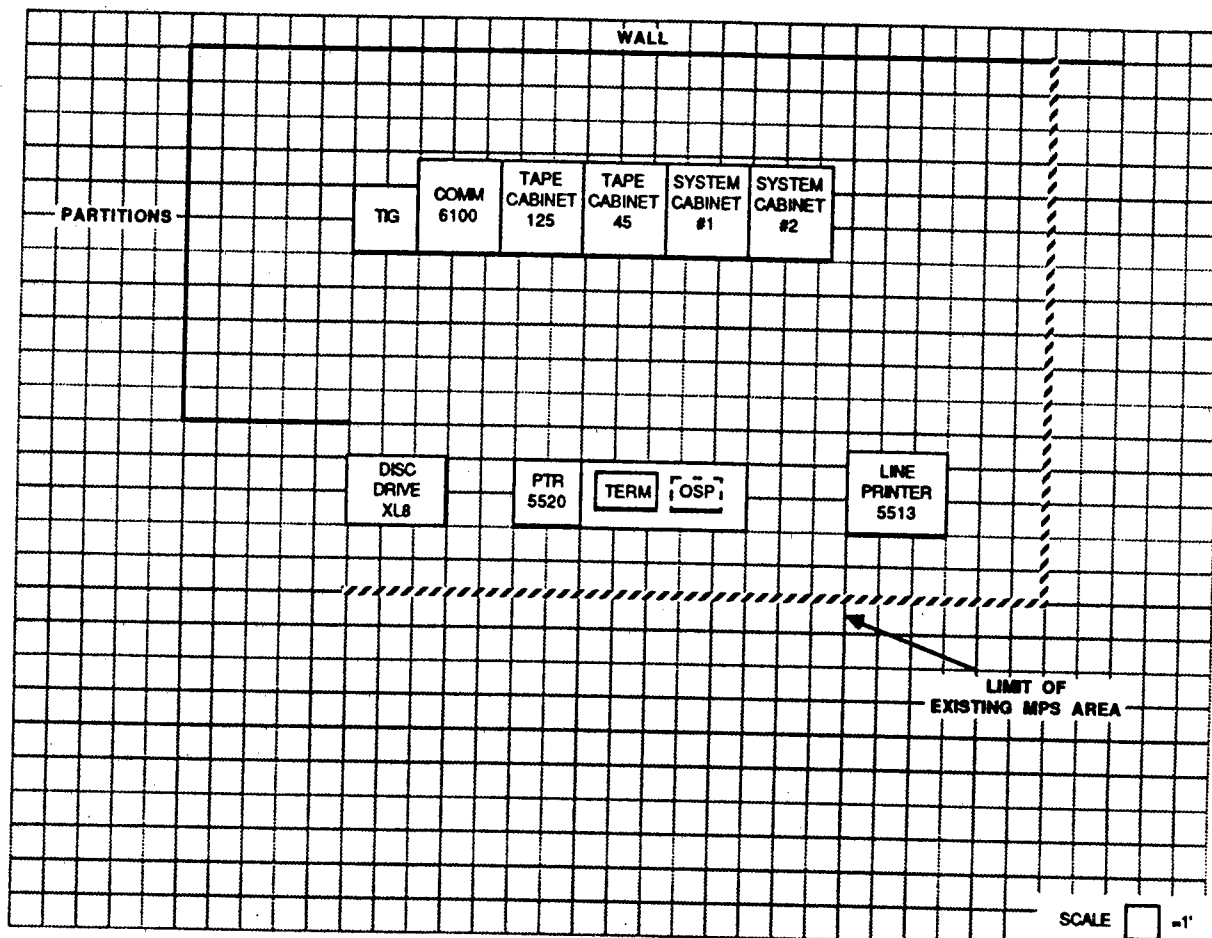 WALL
PARTITIONS
TIG
COMM
6100
TAPE
CABINET
125
TAPE
CABINET
45
SYSTEM
CABINET
#1
SYSTEM
CABINET
#2
DISC
DRIVE
XL8
PTR
5520
TERM
OSP
LINE
PRINTER
5513
LIMIT OF
EXISTING MPS AREA
SCALE =1'